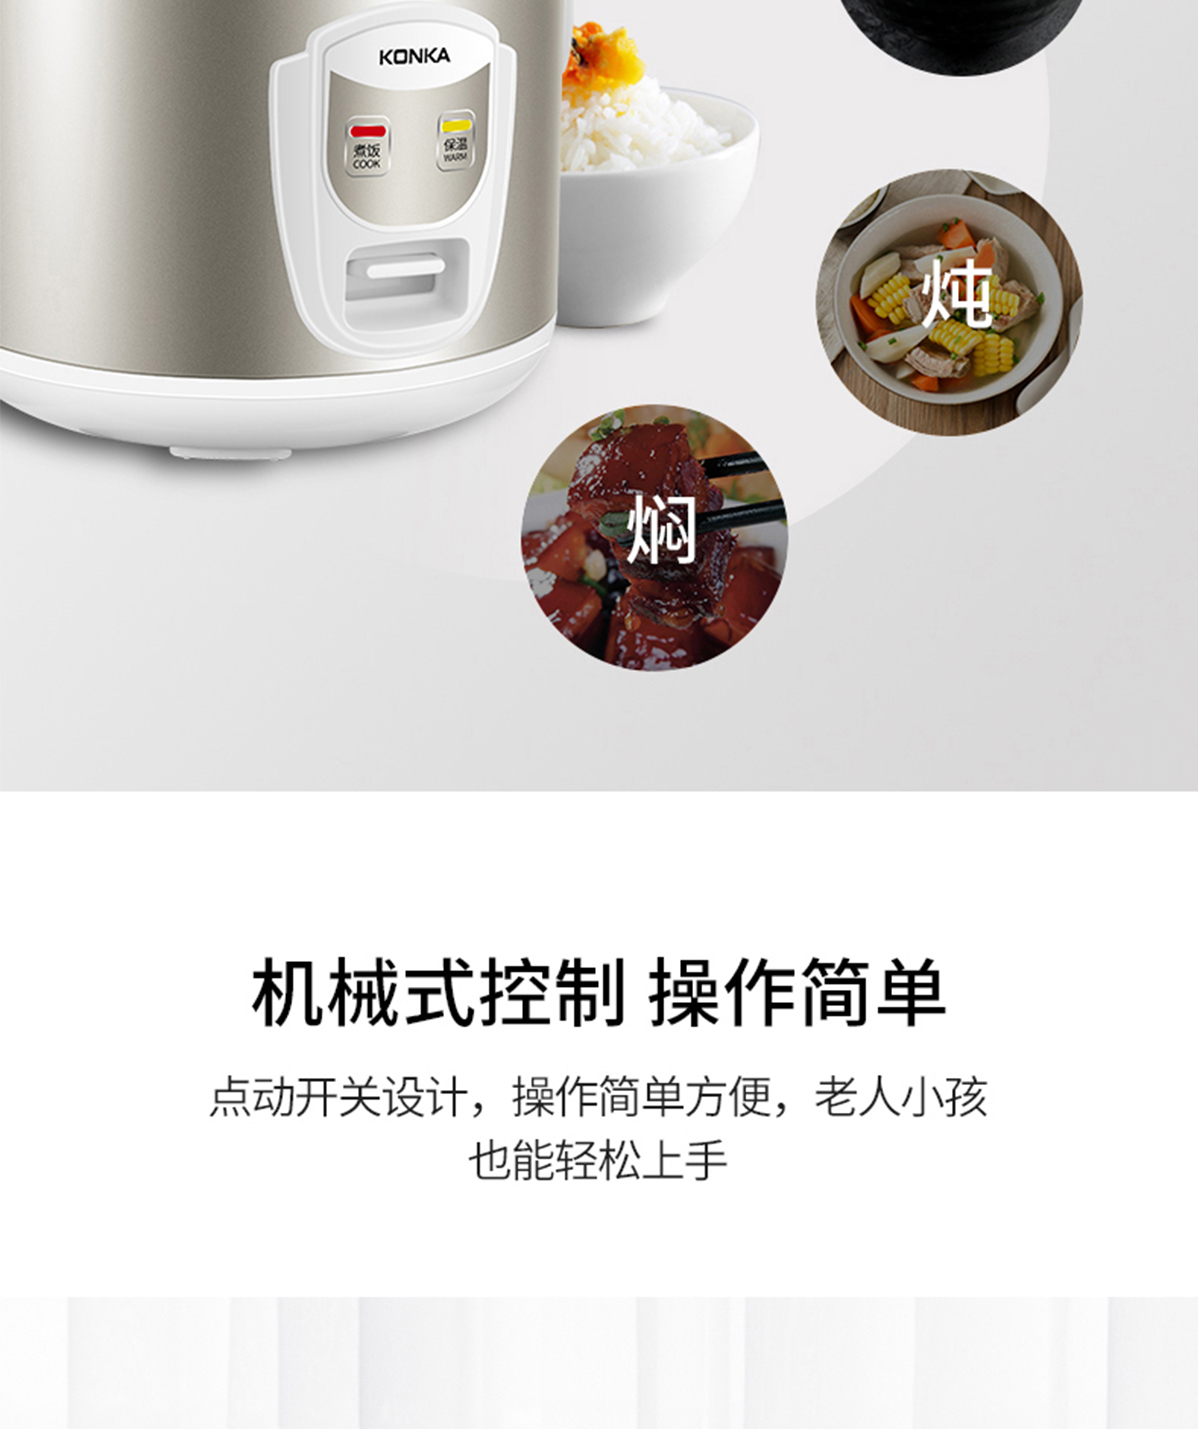 KONKA
煮饭
COOK
保温
WARM
炖
焖
机械式控制 操作简单
点动开关设计，操作简单方便，老人小孩
也能轻松上手